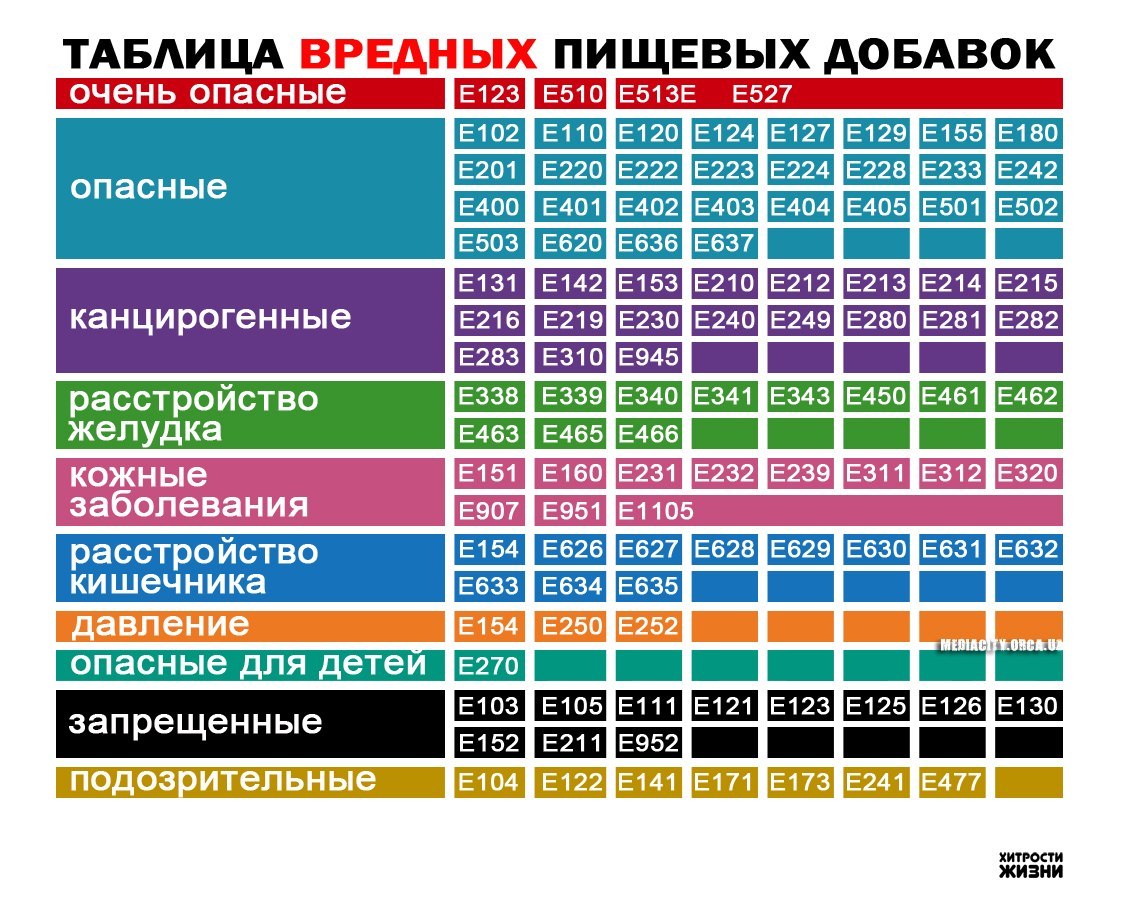 ТАБЛИЦА ВРЕДНЫХ ПИЩЕВЫХ ДОБАВОК
очень опасные E123 E510 E513E E527
опасные
E102 E110 E120 E124 E127 E129 E155 E180
E201 E220 E222 E223 E224 E228 E233 E242
E400 E401 E402 E403 E404 E405 E501 E502
E503 E620 E636 E637
канцирогенные
E131 E142 E153 E210 E212 E213 E214 E215
E216 E219 E230 E240 E249 E280 E281 E282
E283 E310 E945
расстройство
желудка
E338 E339 E340 E341 E343 E450 E461 E462
E463 E465 E466
кожные
заболевания
E151 E160 E231 E232 E239 E311 E312 E320
E907 E951 E1105
расстройство
кишечника
E154 E626 E627 E628 E629 E630 E631 E632
E633 E634 E635
давление E154 E250 E252
MEDIACITY.ORCA.UZ
опасные для детей E270
запрещенные
E103 E105 E111 E121 E123 E125 E126 E130
E152 E211 E952
подозрительные E104 E122 E141 E171 E173 E241 E477
ХИТРОСТИ
ЖИЗНИ